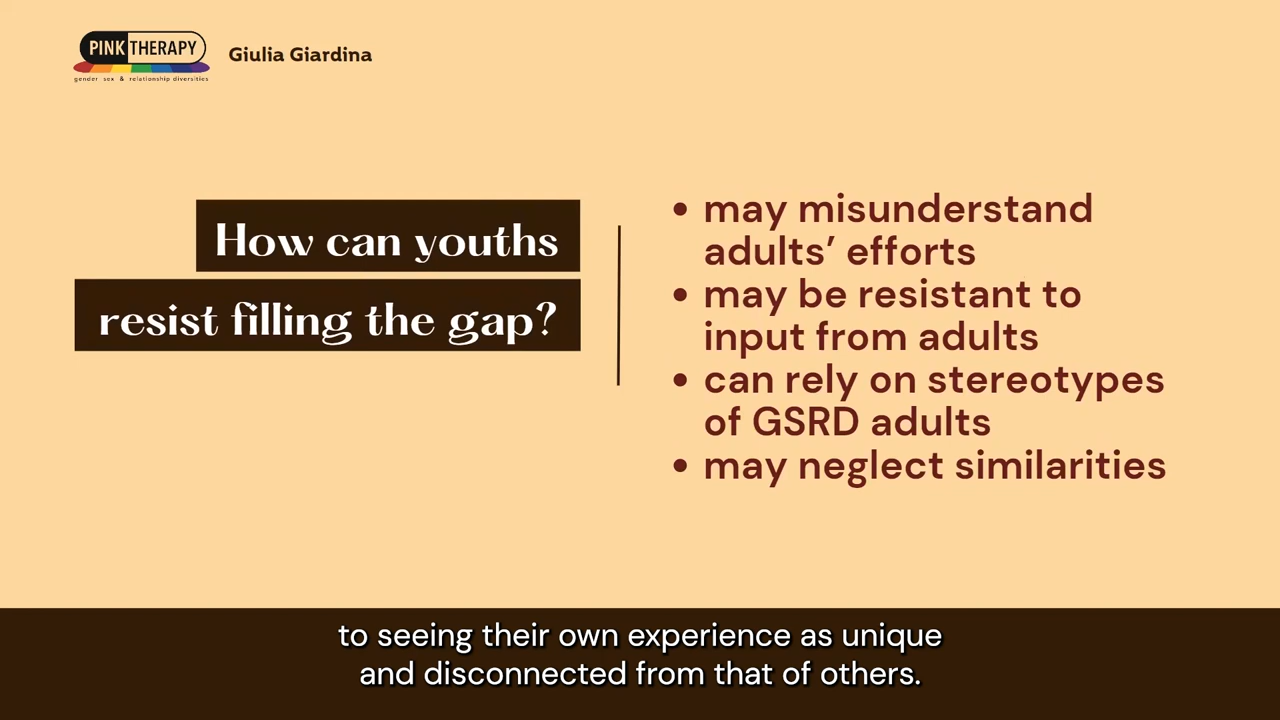 PINK THERAPY
gender sex & relationship diversities
Giulia Giardina
How can youths
resist filling the gap?
• may misunderstand
adults’ efforts
• may be resistant to
input from adults
• can rely on stereotypes
of GSRD adults
• may neglect similarities
to seeing their own experience as unique
and disconnected from that of others.